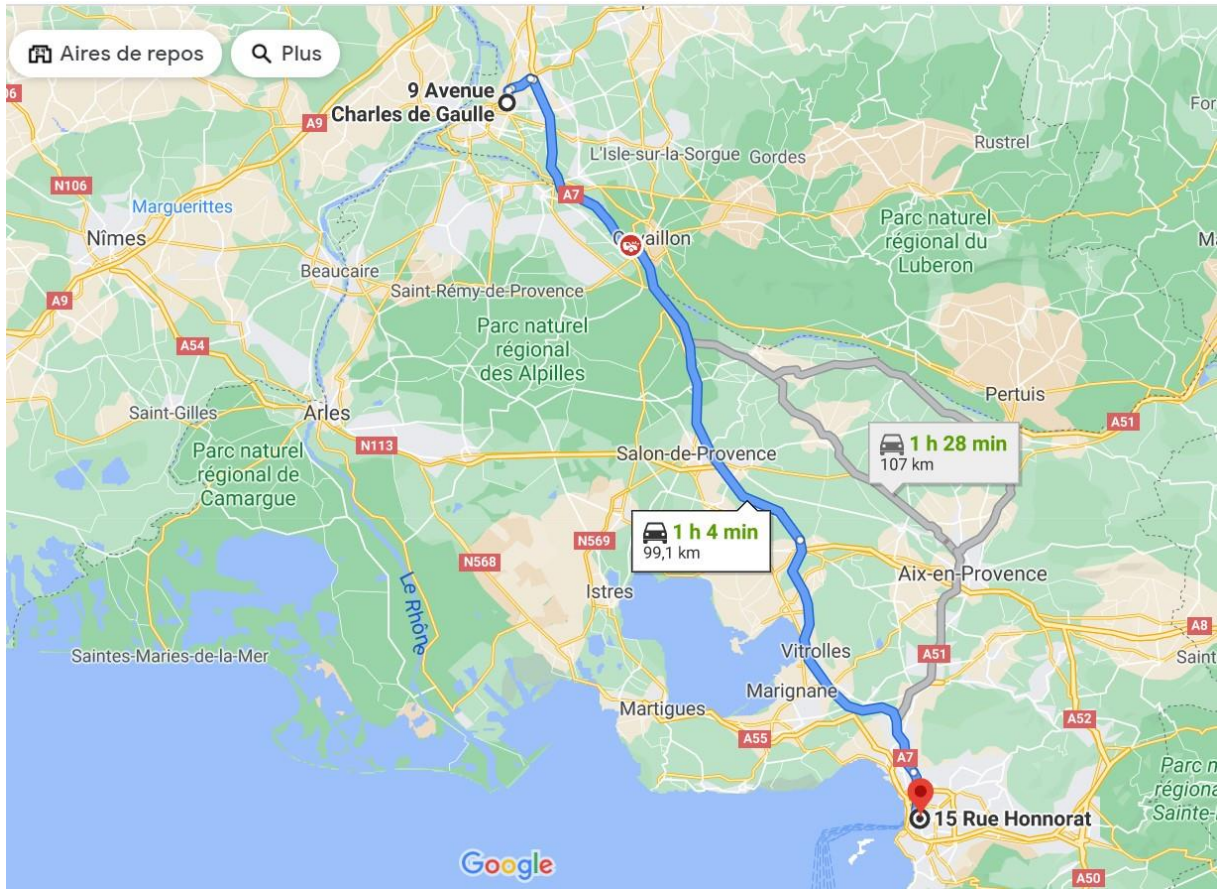 Aires de repos
Plus
9 Avenue
Charles de Gaulle
A9
L'Isle-sur-la-Sorgue
Gordes
Rustrel
N106
A7
Marguerittes
Nîmes
Parc naturel
régional du
Luberon
Beaucaire
Saint-Rémy-de-Provence
A9
Parc naturel
régional
des Alpilles
A54
Saint-Gilles
Arles
Pertuis
A51
N113
Salon-de-Provence
1 h 28 min
107 km
Parc naturel
régional de
Camargue
1 h 4 min
99,1 km
N569
N568
Aix-en-Provence
Istres
Le Rhône
A8
Saintes-Maries-de-la-Mer
Vitrolles
A51
Saint
Marignane
Martigues
A52
A55
A7
Parc n
régiona
Sainte-
15 Rue Honnorat
Google
A50